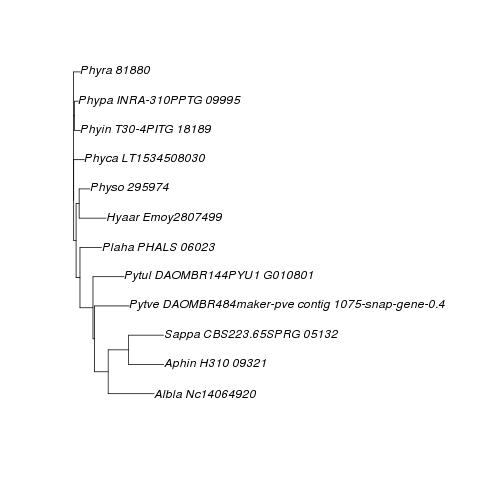 Phyra 81880
Phypa INRA-310PPTG 09995
Phyin T30-4PITG 18189
Phyca LT1534508030
Physo 295974
Hyaar Emoy2807499
Plaha PHALS 06023
Pytul DAOMBR144PYU1 G010801
Pytve DAOMBR484maker-pve contig 1075-snap-gene-0.4
Sappa CBS223.65SPRG 05132
Aphin H310 09321
Albla Nc14064920